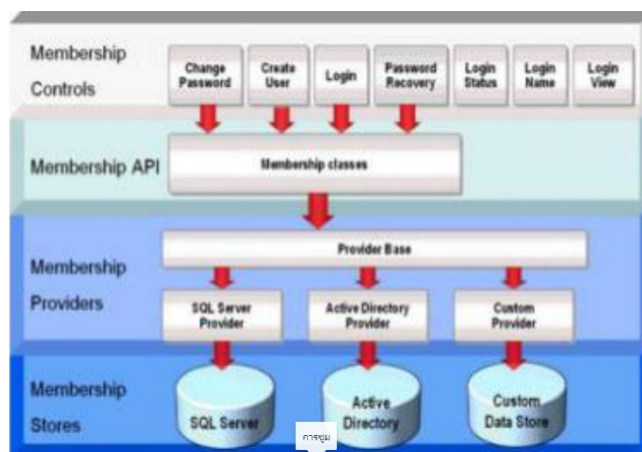 Membership
Controls
Change
Password
Create
User
Login
Password
Recovery
Login
Status
Login
Name
Login
View
Membership API
Membership classes
Membership
Providers
Provider Base
SQL Server
Provider
Active Directory
Provider
Custom
Provider
Membership
Stores
SQL Server
Active
Directory
Custom
Data Store